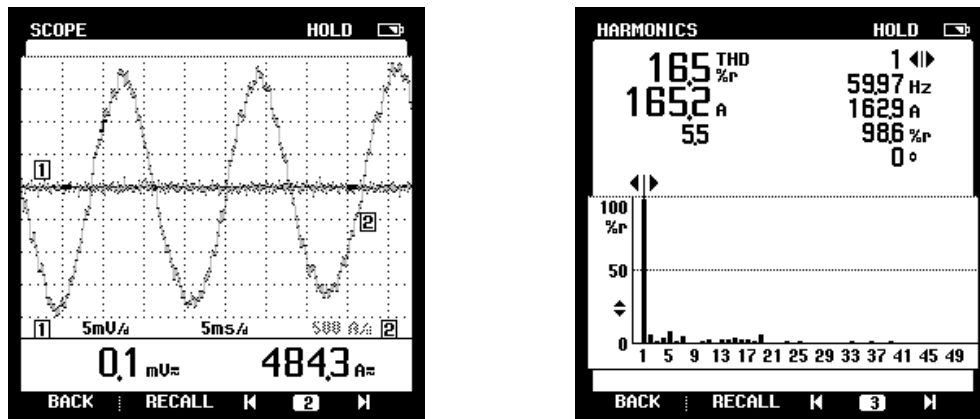 SCOPE HOLD
1
2
1 5mV/ 5ms/ 500 A/ 2
0.1 mV 484.3 A
BACK RECALL 2
HARMONICS HOLD
16.5 THD %r 1
165.2 A 59.97 Hz
5.5 162.9 A
98.6 %r
0 °
100
%r
50
0
1 5 9 13 17 21 25 29 33 37 41 45 49
BACK RECALL 3